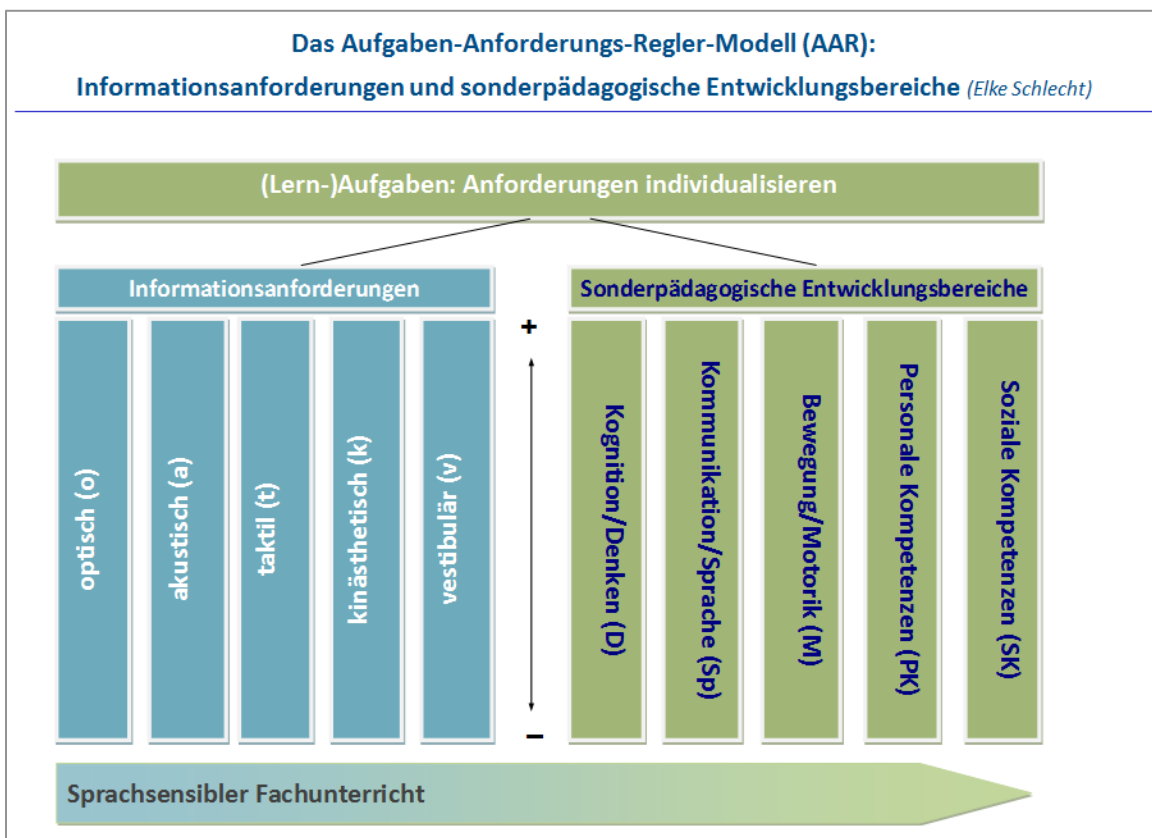 Das Aufgaben-Anforderungs-Regler-Modell (AAR):
Informationsanforderungen und sonderpädagogische Entwicklungsbereiche (Elke Schlecht)
(Lern-)Aufgaben: Anforderungen individualisieren
Informationsanforderungen
Sonderpädagogische Entwicklungsbereiche
optisch (o)
akustisch (a)
taktil (t)
kinästhetisch (k)
vestibulär (v)
+
–
Kognition/Denken (D)
Kommunikation/Sprache (Sp)
Bewegung/Motorik (M)
Personale Kompetenzen (PK)
Soziale Kompetenzen (SK)
Sprachsensibler Fachunterricht